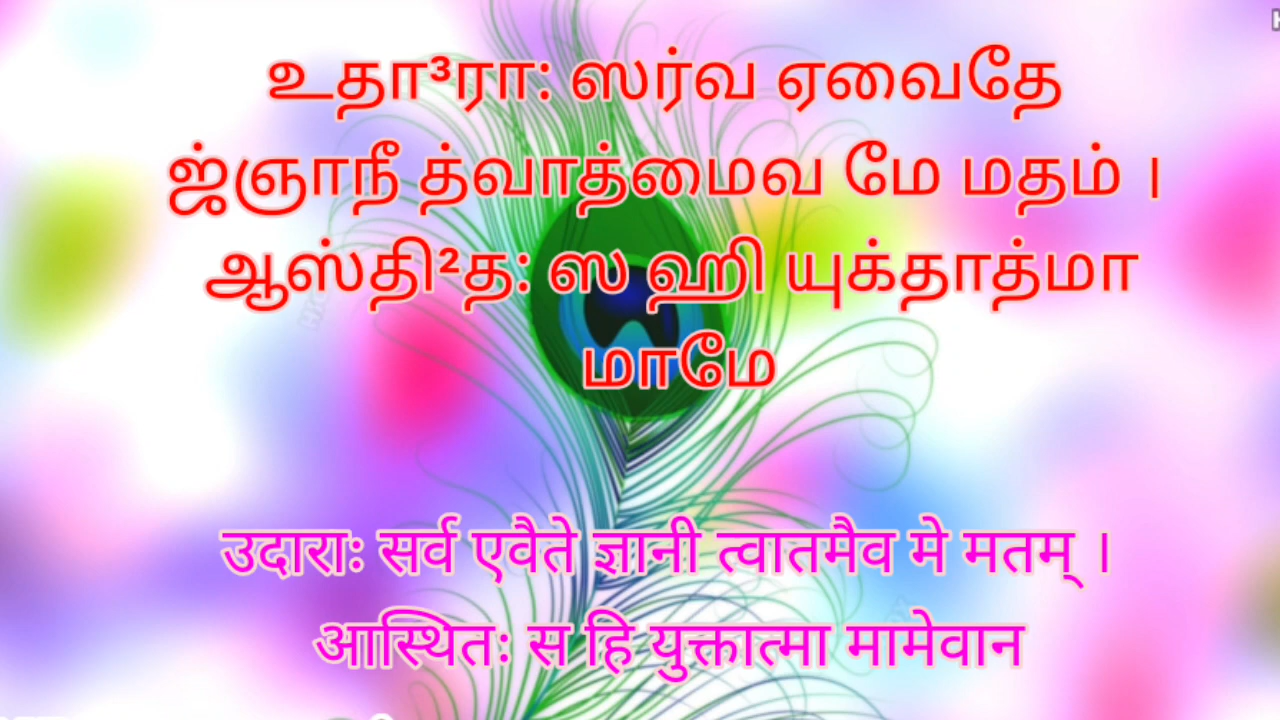 உதா³ரா: ஸர்வ ஏவைதே
ஜ்ஞாநீ த்வாத்மைவ மே மதம் ।
ஆஸ்தி²த: ஸ ஹி யுக்தாத்மா
மாமே
उदाराः सर्व एवैते ज्ञानी त्वातमैव मे मतम् ।
आस्थितः स हि युक्तात्मा मामेवान